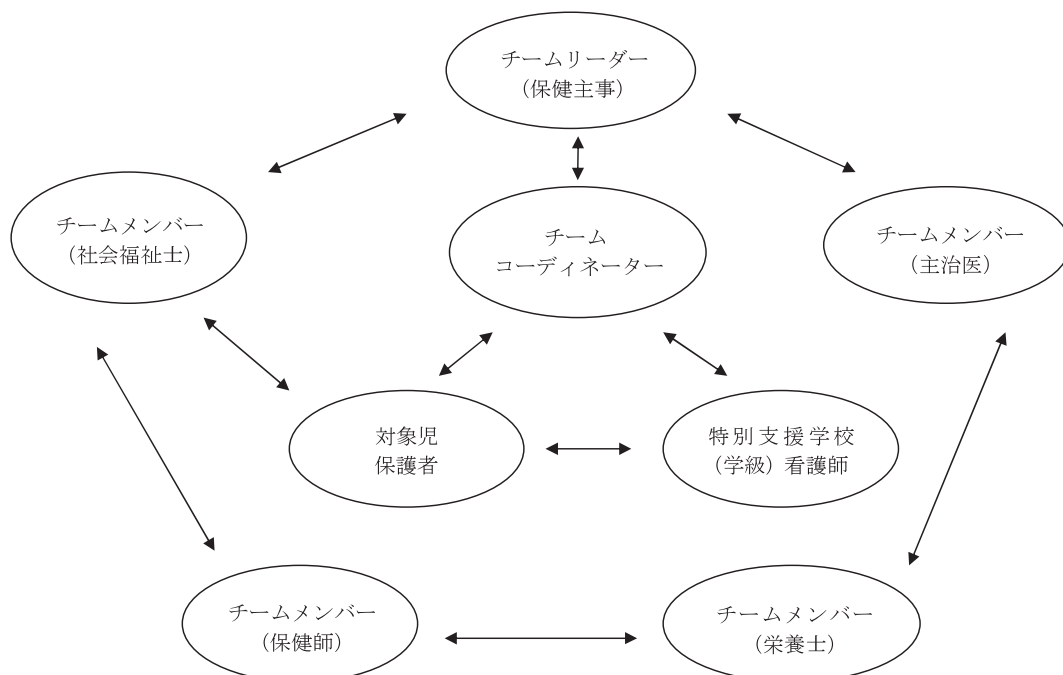 チームリーダー
（保健主事）
チームメンバー
（社会福祉士）
チーム
コーディネーター
チームメンバー
（主治医）
対象児
保護者
特別支援学校
（学級）看護師
チームメンバー
（保健師）
チームメンバー
（栄養士）